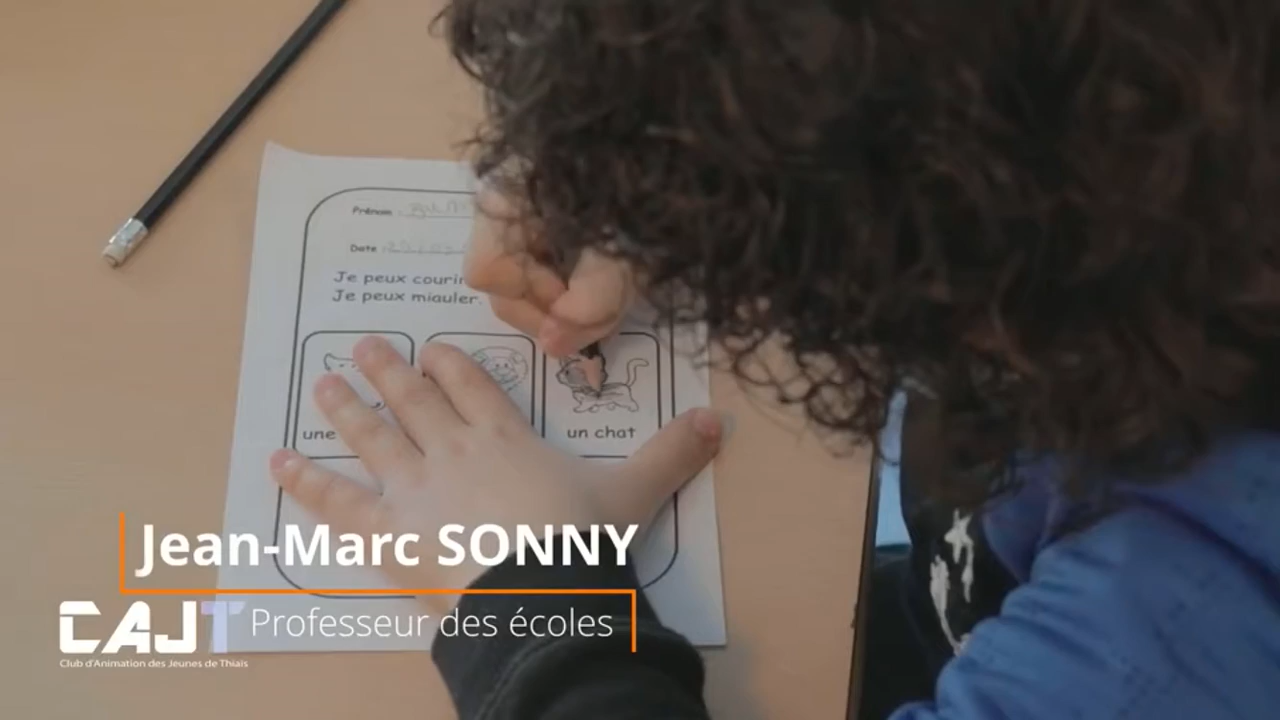 Prénom :
Date :
Je peux courir
Je peux miauler.
une
un chat
Jean-Marc SONNY
CAJT
Professeur des écoles
Club d'Animation des Jeunes de Thiais